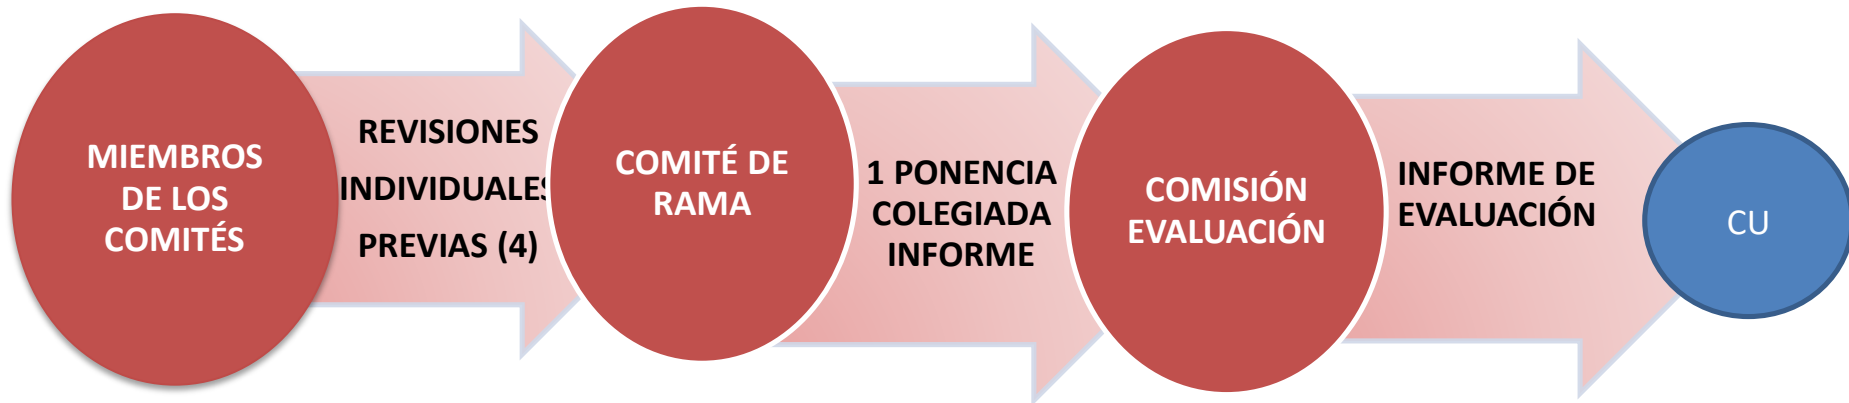 MIEMBROS
DE LOS
COMITÉS
REVISIONES
INDIVIDUALES
PREVIAS (4)
COMITÉ DE
RAMA
1 PONENCIA
COLEGIADA
INFORME
COMISIÓN
EVALUACIÓN
INFORME DE
EVALUACIÓN
CU